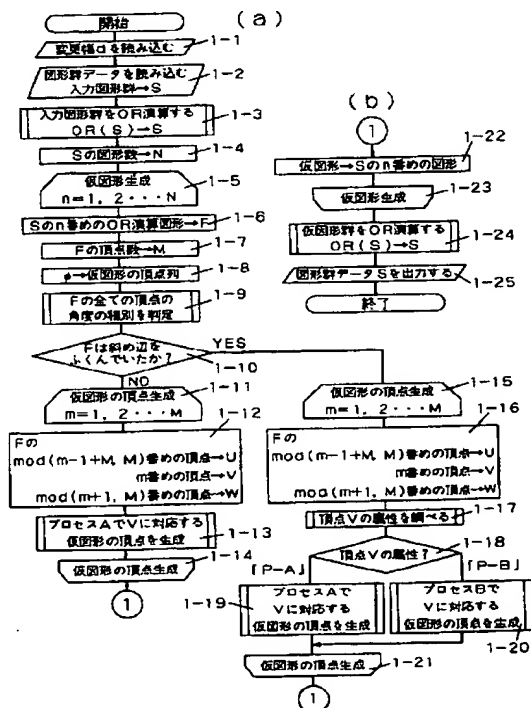 (a)
開始
変更幅dを読み込む
1-1
図形群データを読み込む
入力図形群→S
1-2
入力図形群をOR演算する
OR(S)→S
1-3
Sの図形数→N
1-4
仮図形生成
n=1, 2・・・N
1-5
Sのn番めのOR演算図形→F
1-6
Fの頂点数→M
1-7
φ→仮図形の頂点列
1-8
Fの全ての頂点の
角度の種別を判定
1-9
Fは斜め辺を
ふくんでいたか?
1-10
YES
NO
仮図形の頂点生成
m=1, 2・・・M
1-11
Fの
mod(m-1+M, M)番めの頂点→U
m番めの頂点→V
mod(m+1, M)番めの頂点→W
1-12
プロセスAでVに対応する
仮図形の頂点を生成
1-13
仮図形の頂点生成
1-14
1
仮図形の頂点生成
m=1, 2・・・M
1-15
Fの
mod(m-1+M, M)番めの頂点→U
m番めの頂点→V
mod(m+1, M)番めの頂点→W
1-16
頂点Vの属性を調べる
1-17
頂点Vの属性?
1-18
「P-A」
「P-B」
プロセスAで
Vに対応する
仮図形の頂点を生成
1-19
プロセスBで
Vに対応する
仮図形の頂点を生成
1-20
仮図形の頂点生成
1-21
1
(b)
1
仮図形→Sのn番めの図形
1-22
仮図形生成
1-23
仮図形群をOR演算する
OR(S)→S
1-24
図形群データSを出力する
1-25
終了